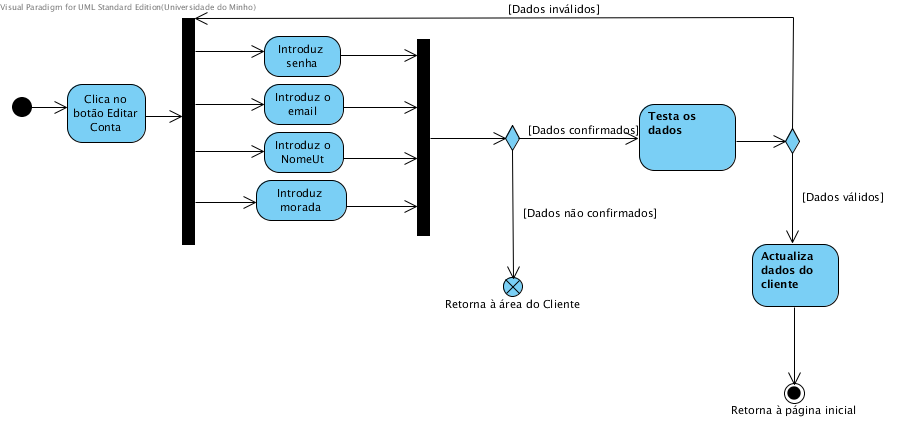 Visual Paradigm for UML Standard Edition(Universidade do Minho)
[Dados inválidos]
Introduz
senha
Clica no
botão Editar
Conta
Introduz o
email
Introduz o
NomeUt
Introduz
morada
[Dados confirmados]
Testa os
dados
[Dados não confirmados]
[Dados válidos]
Retorna à área do Cliente
Actualiza
dados do
cliente
Retorna à página inicial